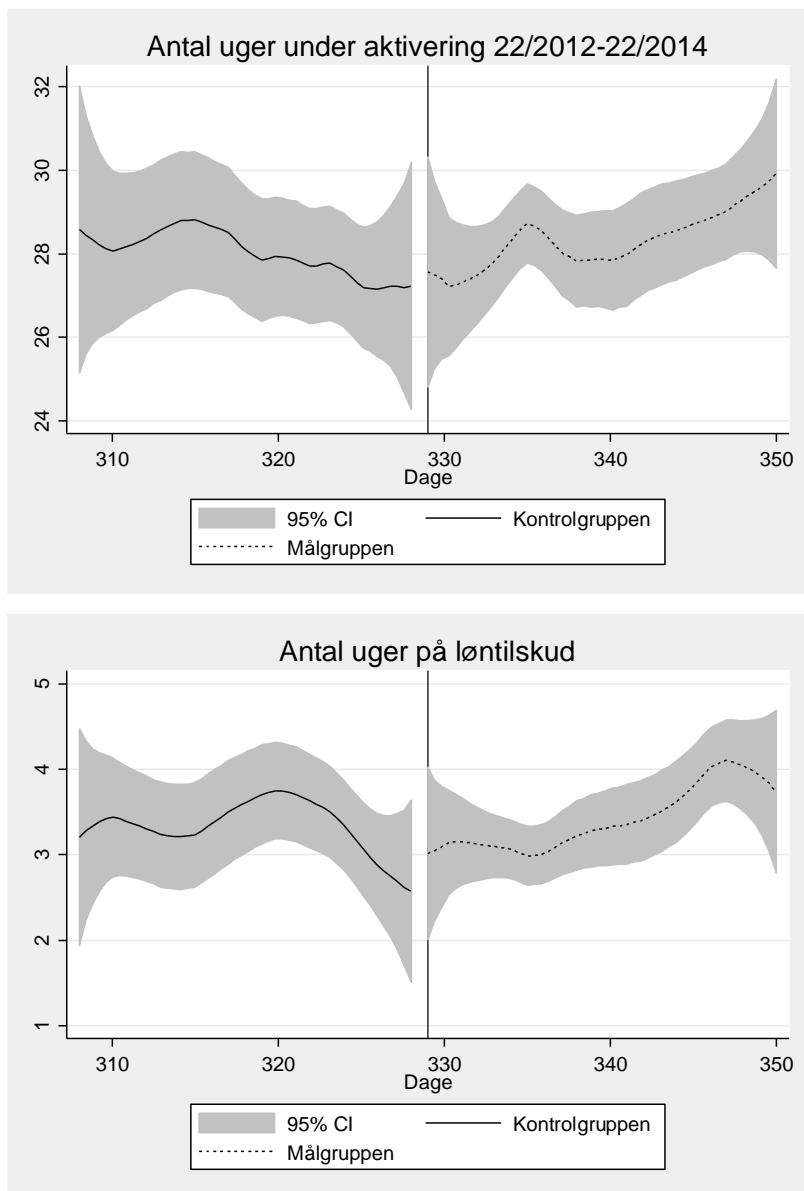 Antal uger under aktivering 22/2012-22/2014
32
30
28
26
24
310 320 330 340 350
Dage
95% CI Kontrolgruppen
Målgruppen
Antal uger på løntilskud
5
4
3
2
1
310 320 330 340 350
Dage
95% CI Kontrolgruppen
Målgruppen